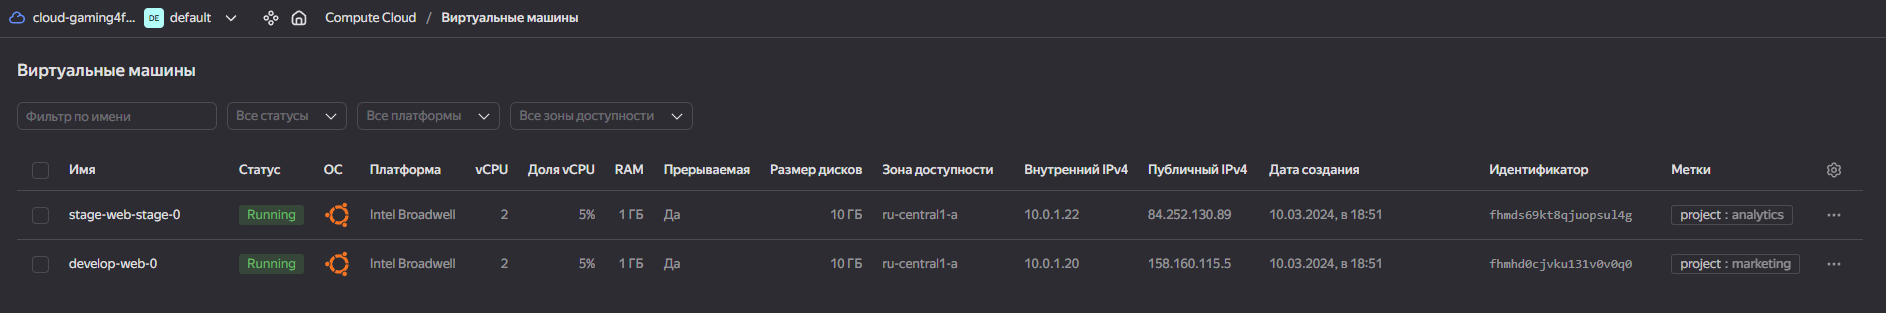 cloud-gaming4f... DE default Compute Cloud / Виртуальные машины
Виртуальные машины
Фильтр по имени Все статусы Все платформы Все зоны доступности
Имя Статус ОС Платформа vCPU Доля vCPU RAM Прерываемая Размер дисков Зона доступности Внутренний IPv4 Публичный IPv4 Дата создания Идентификатор Метки
stage-web-stage-0 Running Intel Broadwell 2 5% 1 ГБ Да 10 ГБ ru-central1-a 10.0.1.22 84.252.130.89 10.03.2024, в 18:51 fhmds69kt8qjuopsul4g project : analytics
develop-web-0 Running Intel Broadwell 2 5% 1 ГБ Да 10 ГБ ru-central1-a 10.0.1.20 158.160.115.5 10.03.2024, в 18:51 fhmhd0cjvku131v0v0q0 project : marketing